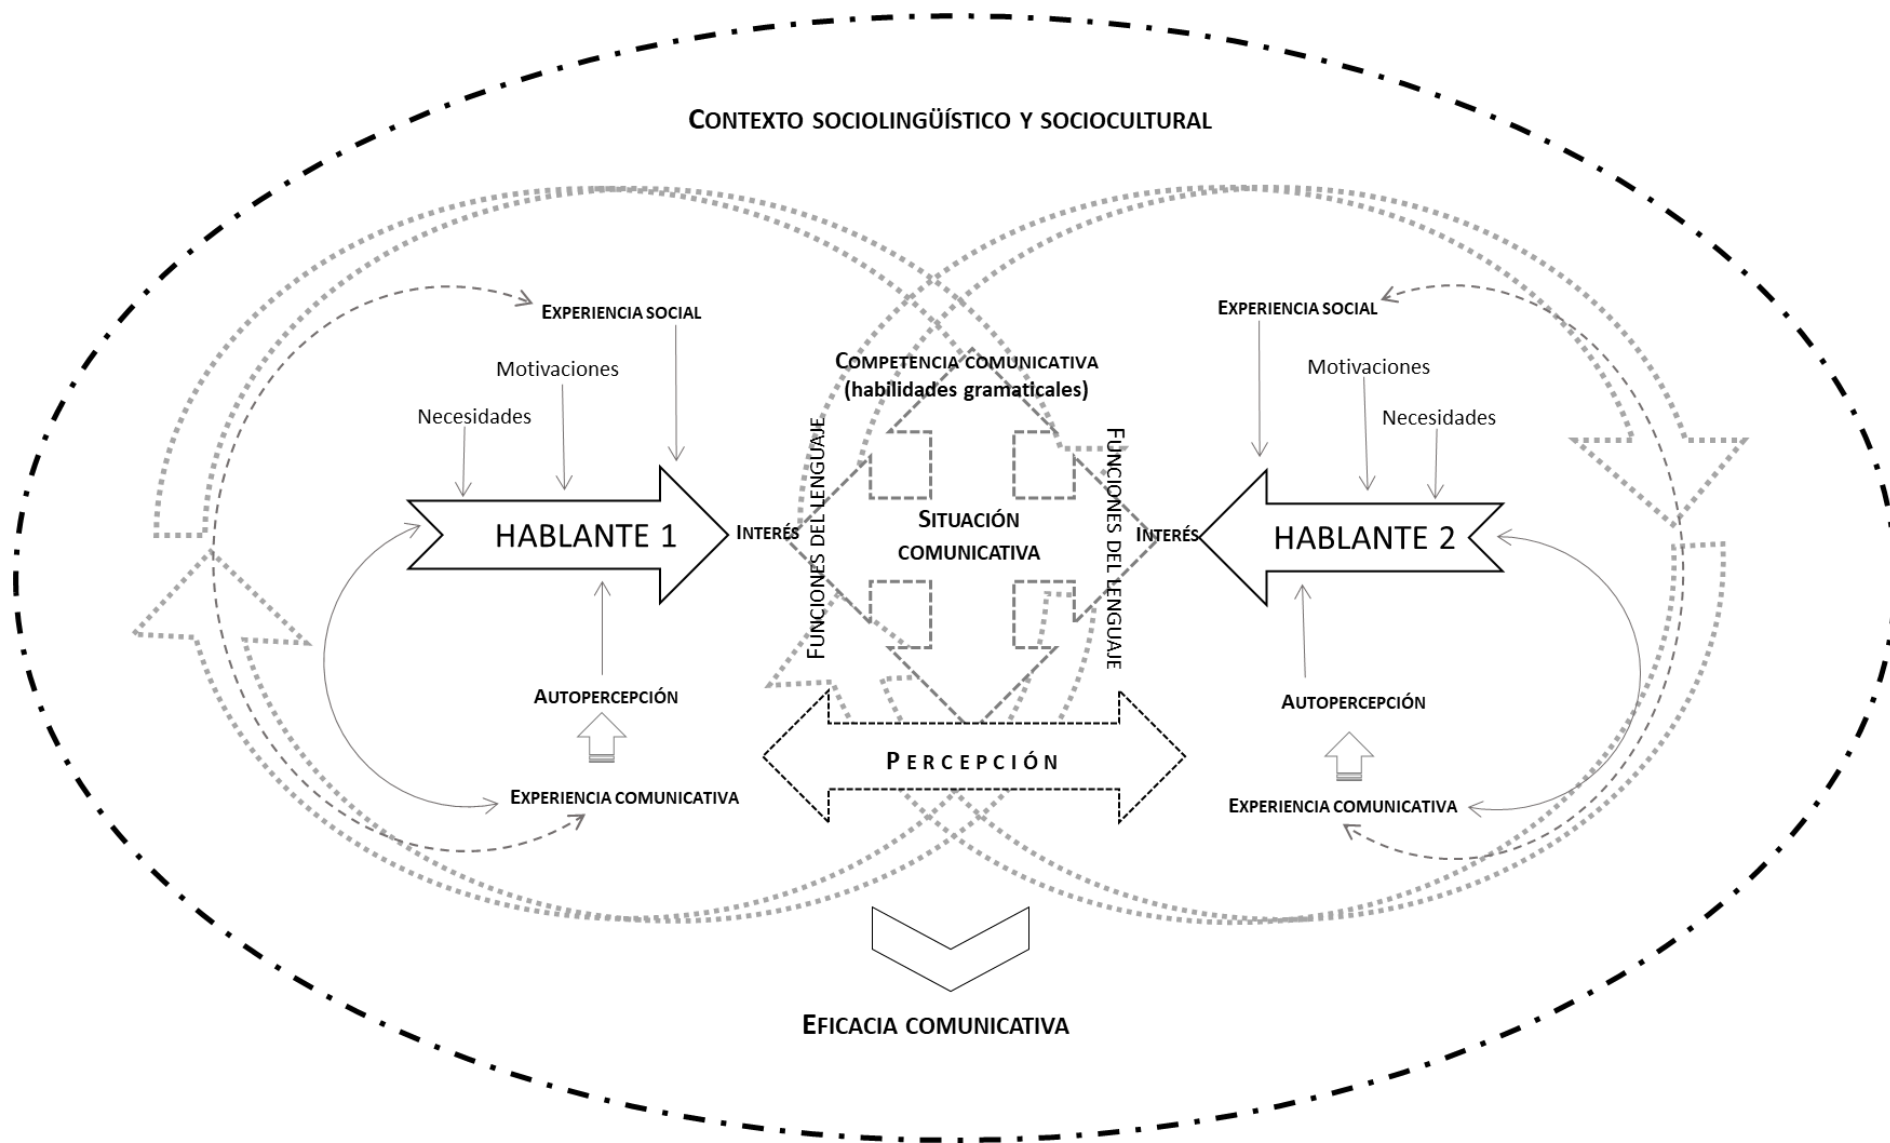 CONTEXTO SOCIOLINGÜÍSTICO Y SOCIOCULTURAL
EXPERIENCIA SOCIAL
Motivaciones
Necesidades
HABLANTE 1
INTERÉS
AUTOPERCEPCIÓN
EXPERIENCIA COMUNICATIVA
COMPETENCIA COMUNICATIVA
(habilidades gramaticales)
FUNCIONES DEL LENGUAJE
SITUACIÓN
COMUNICATIVA
FUNCIONES DEL LENGUAJE
PERCEPCIÓN
EXPERIENCIA SOCIAL
Motivaciones
Necesidades
INTERÉS
HABLANTE 2
AUTOPERCEPCIÓN
EXPERIENCIA COMUNICATIVA
EFICACIA COMUNICATIVA